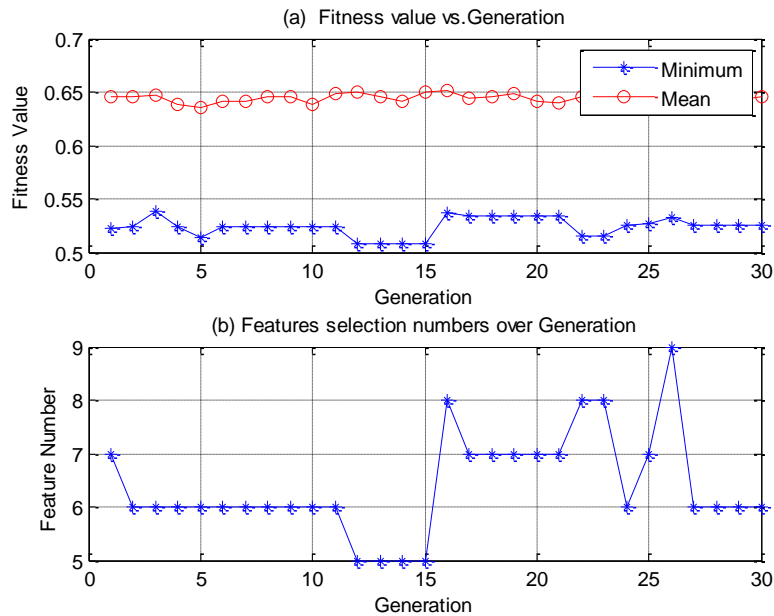 (a) Fitness value vs.Generation
0.7
0.65
0.6
0.55
0.5
Fitness Value
Minimum
Mean
0 5 10 15 20 25 30
Generation
(b) Features selection numbers over Generation
9
8
7
6
5
Feature Number
0 5 10 15 20 25 30
Generation